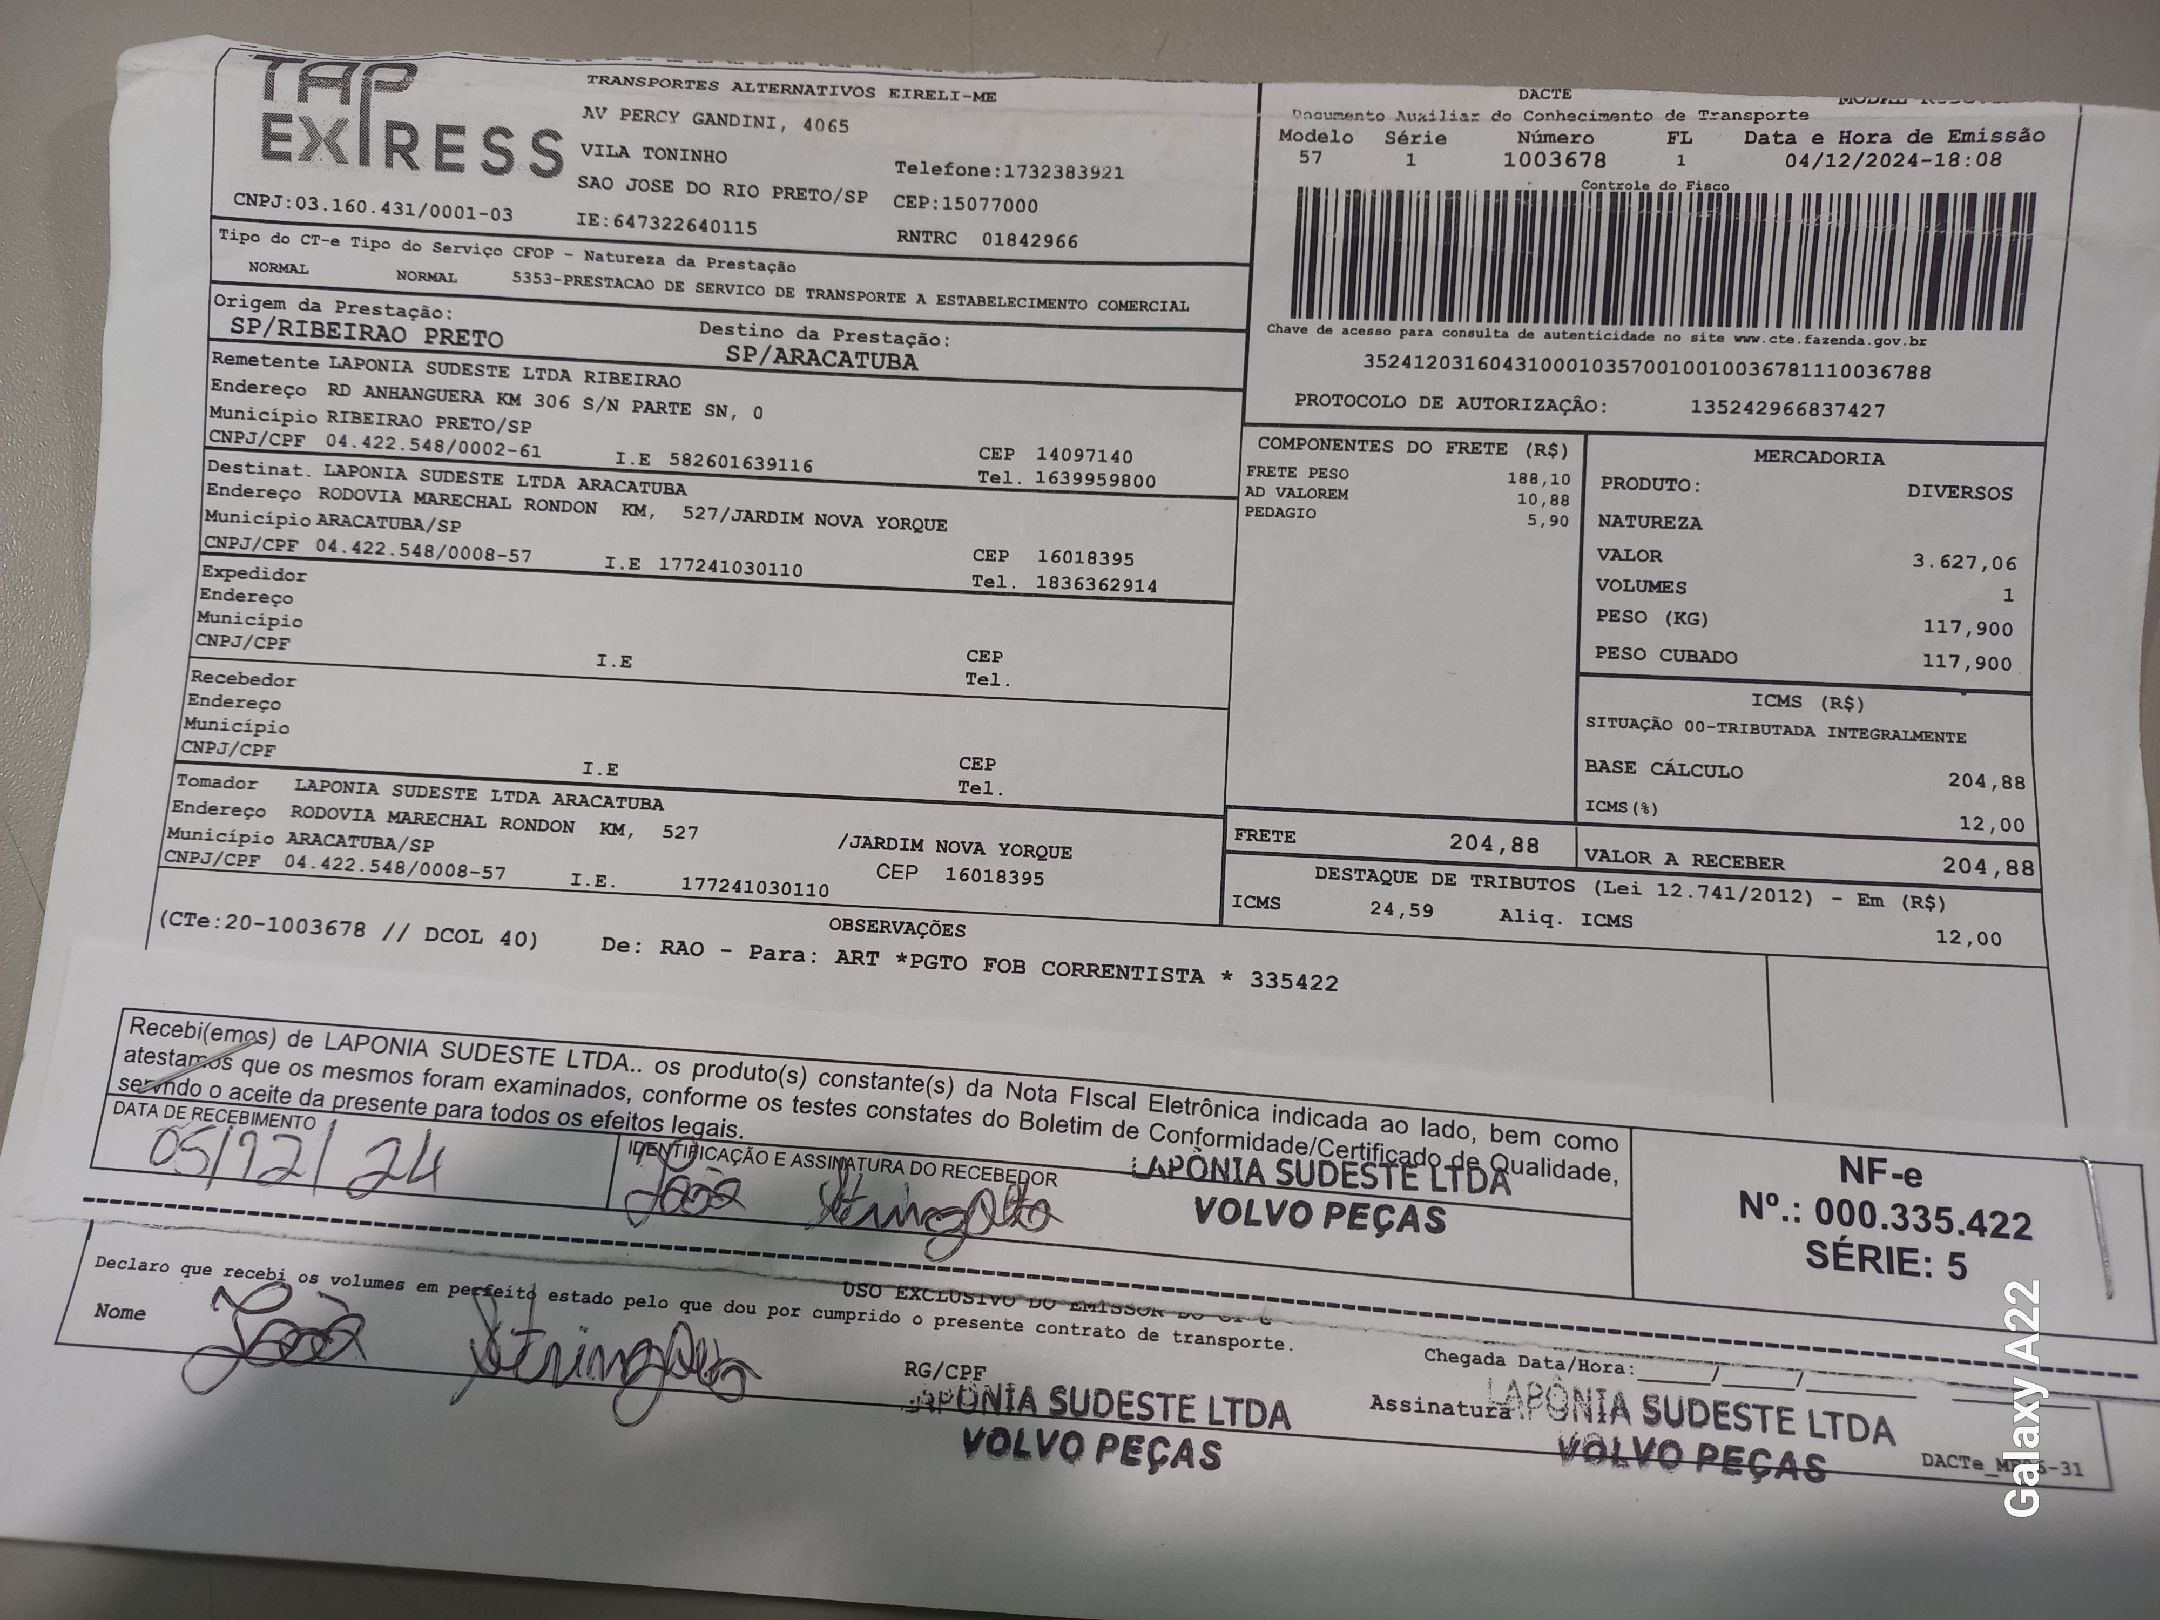 TAP EXPRESS
TRANSPORTES ALTERNATIVOS EIRELI-ME
AV PERCY GANDINI, 4065
VILA TONINHO
Telefone:1732383921
SAO JOSE DO RIO PRETO/SP CEP:15077000
CNPJ:03.160.431/0001-03 IE:647322640115 RNTRC 01842966
Tipo do CT-e Tipo do Serviço CFOP - Natureza da Prestação
NORMAL NORMAL 5353-PRESTACAO DE SERVICO DE TRANSPORTE A ESTABELECIMENTO COMERCIAL
Origem da Prestação: Destino da Prestação:
SP/RIBEIRAO PRETO SP/ARACATUBA
Remetente LAPONIA SUDESTE LTDA RIBEIRAO
Endereço RD ANHANGUERA KM 306 S/N PARTE SN, 0
Município RIBEIRAO PRETO/SP CEP 14097140
CNPJ/CPF 04.422.548/0002-61 I.E 582601639116 Tel. 1639959800
Destinat. LAPONIA SUDESTE LTDA ARACATUBA
Endereço RODOVIA MARECHAL RONDON KM, 527/JARDIM NOVA YORQUE
Município ARACATUBA/SP CEP 16018395
CNPJ/CPF 04.422.548/0008-57 I.E 177241030110 Tel. 1836362914
Expedidor
Endereço
Município CEP
CNPJ/CPF I.E Tel.
Recebedor
Endereço
Município CEP
CNPJ/CPF I.E Tel.
Tomador LAPONIA SUDESTE LTDA ARACATUBA
Endereço RODOVIA MARECHAL RONDON KM, 527 /JARDIM NOVA YORQUE
Município ARACATUBA/SP CEP 16018395
CNPJ/CPF 04.422.548/0008-57 I.E. 177241030110
DACTE
Documento Auxiliar do Conhecimento de Transporte
Modelo Série Número FL Data e Hora de Emissão
57 1 1003678 1 04/12/2024-18:08
Controle do Fisco
Chave de acesso para consulta de autenticidade no site www.cte.fazenda.gov.br
35241203160431000103570010010036781110036788
PROTOCOLO DE AUTORIZAÇÃO: 135242966837427
COMPONENTES DO FRETE (R$)
FRETE PESO 188,10
AD VALOREM 10,88
PEDAGIO 5,90
MERCADORIA
PRODUTO: DIVERSOS
NATUREZA
VALOR 3.627,06
VOLUMES 1
PESO (KG) 117,900
PESO CUBADO 117,900
ICMS (R$)
SITUAÇÃO 00-TRIBUTADA INTEGRALMENTE
BASE CÁLCULO 204,88
ICMS(%) 12,00
FRETE 204,88 VALOR A RECEBER 204,88
DESTAQUE DE TRIBUTOS (Lei 12.741/2012) - Em (R$)
ICMS 24,59 Aliq. ICMS 12,00
OBSERVAÇÕES
(CTe:20-1003678 // DCOL 40) De: RAO - Para: ART *PGTO FOB CORRENTISTA * 335422
Recebi(emos) de LAPONIA SUDESTE LTDA.. os produto(s) constante(s) da Nota FIscal Eletrônica indicada ao lado, bem como
atestamos que os mesmos foram examinados, conforme os testes constates do Boletim de Conformidade/Certificado de Qualidade,
servndo o aceite da presente para todos os efeitos legais.
DATA DE RECEBIMENTO IDENTIFICAÇÃO E ASSINATURA DO RECEBEDOR
05/12/24
LAPÔNIA SUDESTE LTDA
VOLVO PEÇAS
NF-e
Nº.: 000.335.422
SÉRIE: 5
USO EXCLUSIVO DO EMISSOR DO
Declaro que recebi os volumes em perfeito estado pelo que dou por cumprido o presente contrato de transporte.
Nome RG/CPF Chegada Data/Hora:____/____/______
Assinatura
LAPÔNIA SUDESTE LTDA
VOLVO PEÇAS
LAPÔNIA SUDESTE LTDA
VOLVO PEÇAS
Galaxy A22